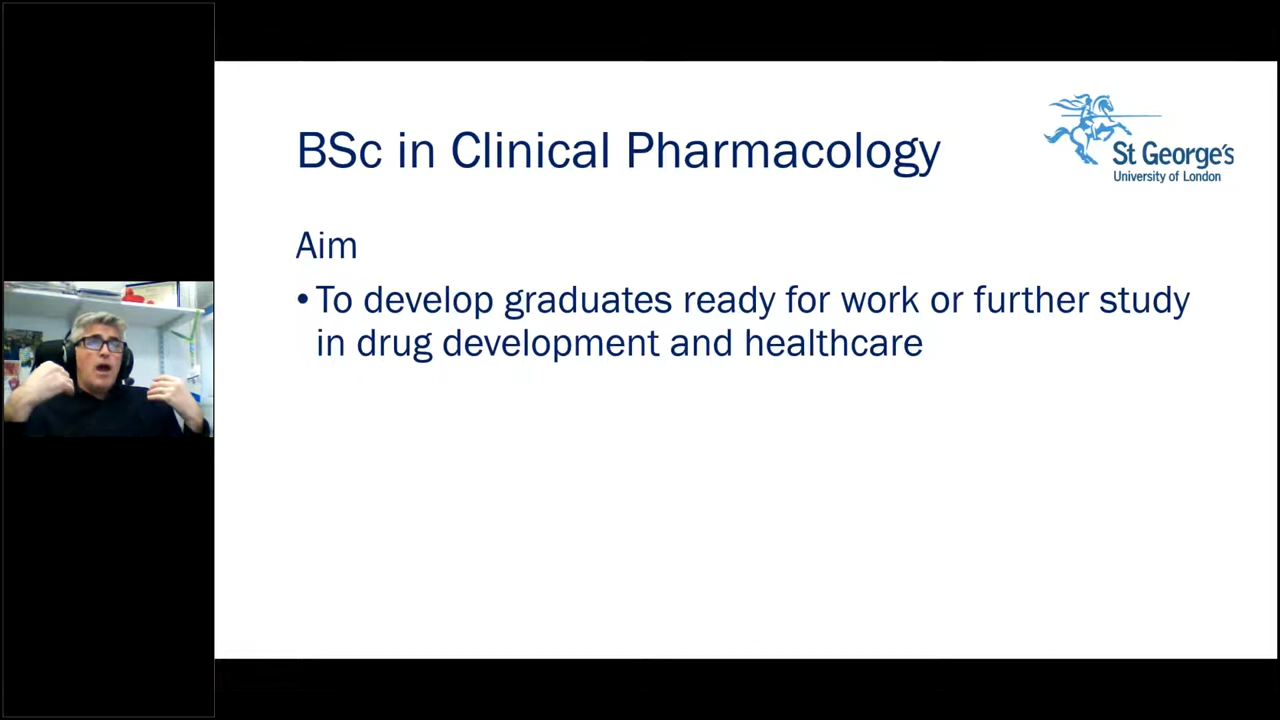 BSc in Clinical Pharmacology
St George's
University of London
Aim
• To develop graduates ready for work or further study
in drug development and healthcare